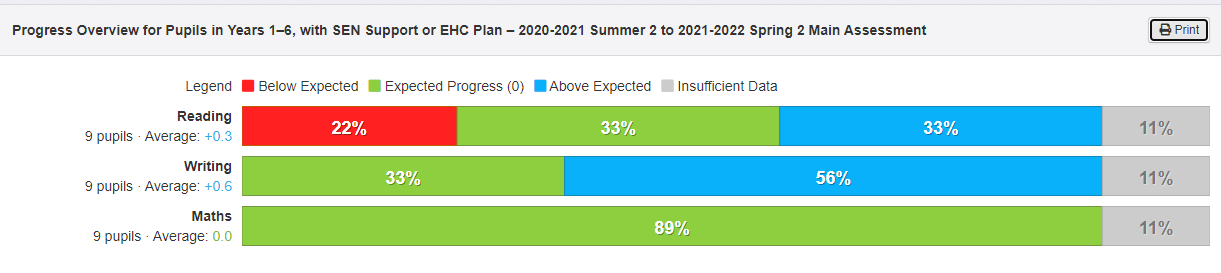 Progress Overview for Pupils in Years 1–6, with SEN Support or EHC Plan – 2020-2021 Summer 2 to 2021-2022 Spring 2 Main Assessment
Print
Legend Below Expected Expected Progress (0) Above Expected Insufficient Data
Reading
9 pupils · Average: +0.3
22% 33% 33% 11%
Writing
9 pupils · Average: +0.6
33% 56% 11%
Maths
9 pupils · Average: 0.0
89% 11%